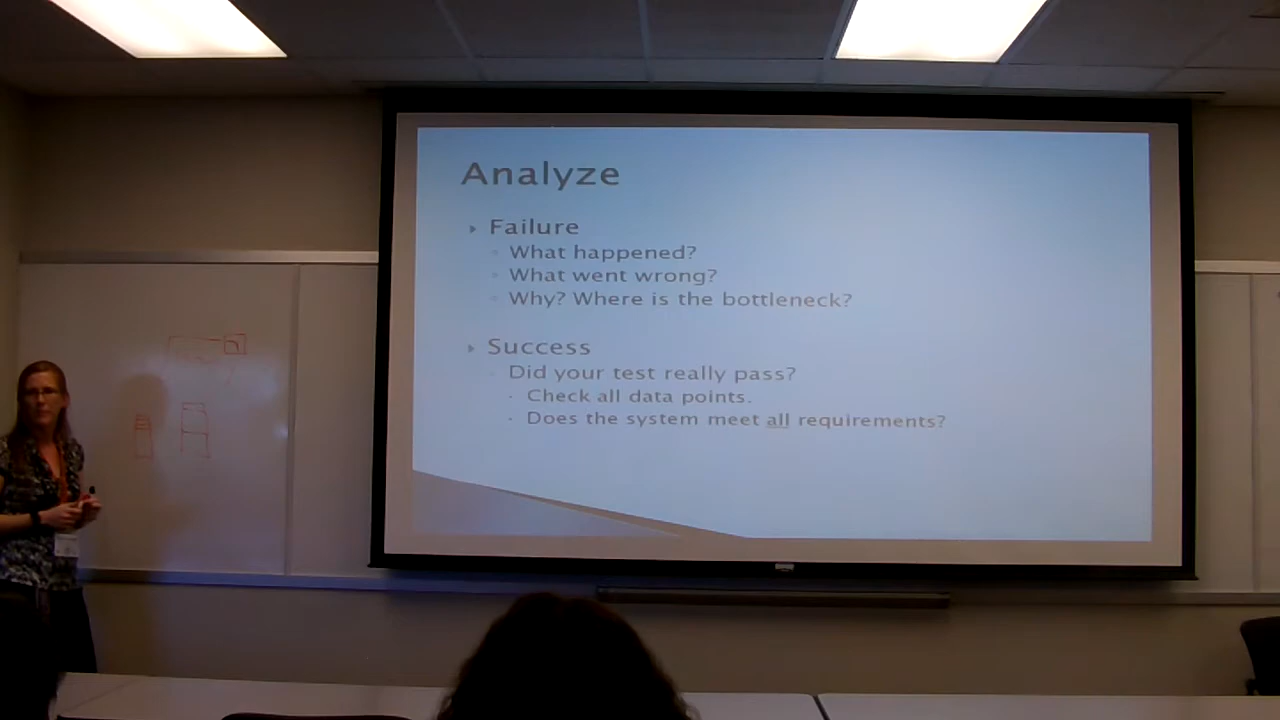 Analyze
Failure
What happened?
What went wrong?
Why? Where is the bottleneck?
Success
Did your test really pass?
Check all data points.
Does the system meet all requirements?